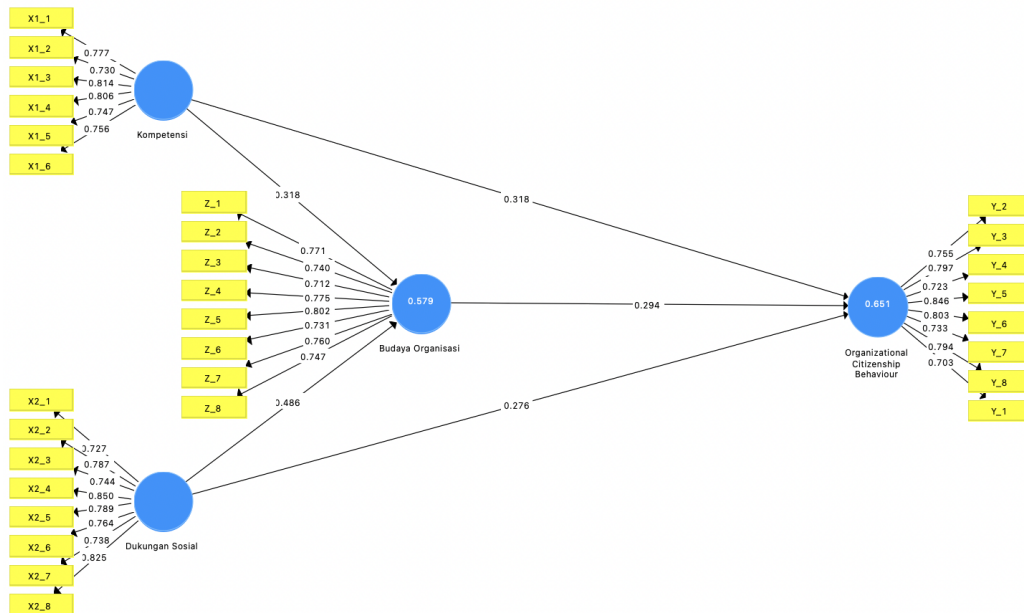 X1_1
X1_2
X1_3
X1_4
X1_5
X1_6
0.777
0.730
0.814
0.806
0.747
0.756
Kompetensi
0.318
0.318
Z_1
Z_2
Z_3
Z_4
Z_5
Z_6
Z_7
Z_8
0.771
0.740
0.712
0.775
0.802
0.731
0.760
0.747
0.579
Budaya Organisasi
0.294
0.486
0.276
0.651
Organizational
Citizenship
Behaviour
0.755
0.797
0.723
0.846
0.803
0.733
0.794
0.703
Y_2
Y_3
Y_4
Y_5
Y_6
Y_7
Y_8
Y_1
X2_1
X2_2
X2_3
X2_4
X2_5
X2_6
X2_7
X2_8
0.727
0.787
0.744
0.850
0.789
0.764
0.738
0.825
Dukungan Sosial